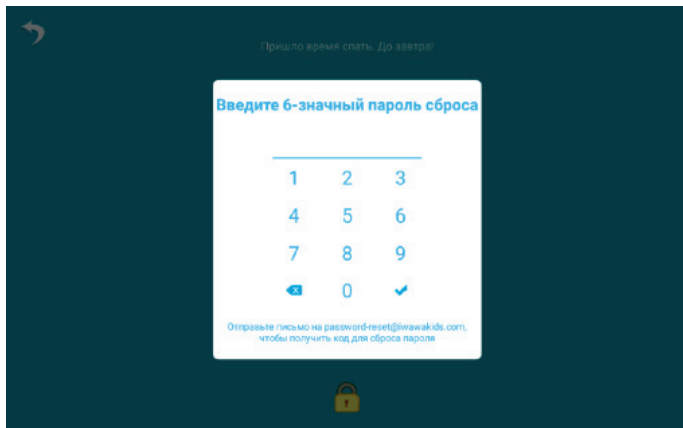 Пришло время спать. До завтра!
Введите 6-значный пароль сброса
1 2 3
4 5 6
7 8 9
0
Отправьте письмо на password-reset@iwawakids.com,
чтобы получить код для сброса пароля